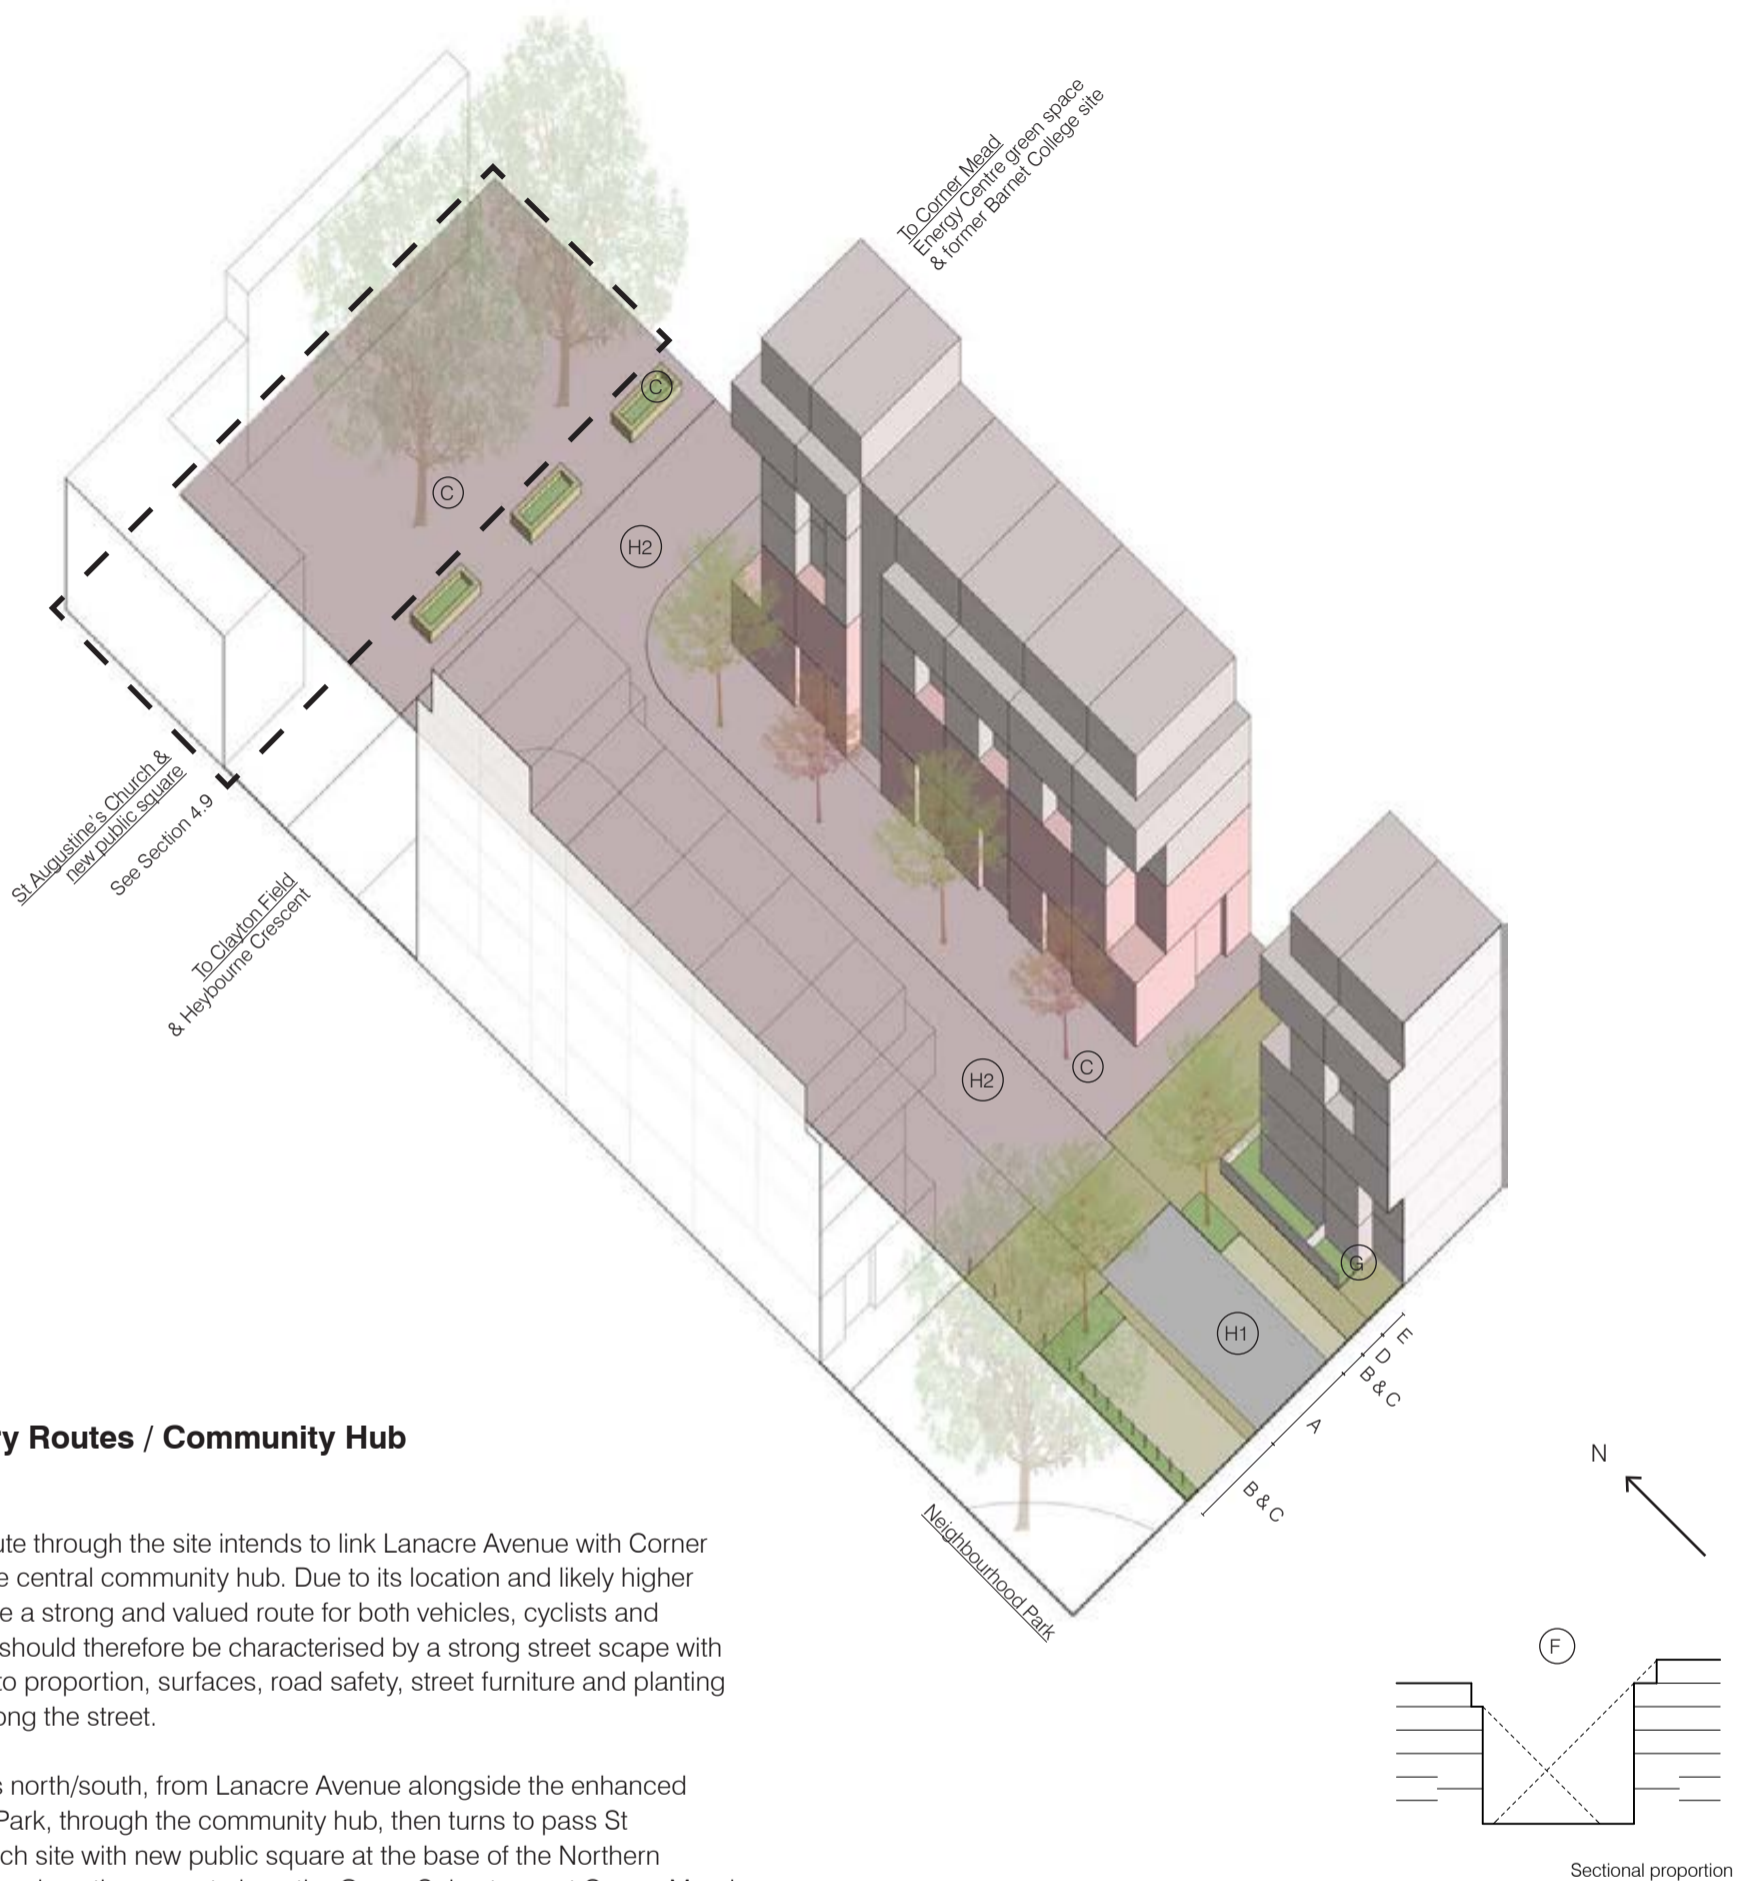 To Corner Mead
Energy Centre green space
& former Barnet College site
C
C
H2
St Augustine's Church &
new public square
See Section 4.9
To Clayton Field
& Heybourne Crescent
H2
C
G
H1
E
D
B & C
A
B & C
Neighbourhood Park
N
F
Sectional proportion
Routes / Community Hub
through the site intends to link Lanacre Avenue with Corner
central community hub. Due to its location and likely higher
a strong and valued route for both vehicles, cyclists and
should therefore be characterised by a strong street scape with
to proportion, surfaces, road safety, street furniture and planting
the street.
north/south, from Lanacre Avenue alongside the enhanced
Park, through the community hub, then turns to pass St
site with new public square at the base of the Northern